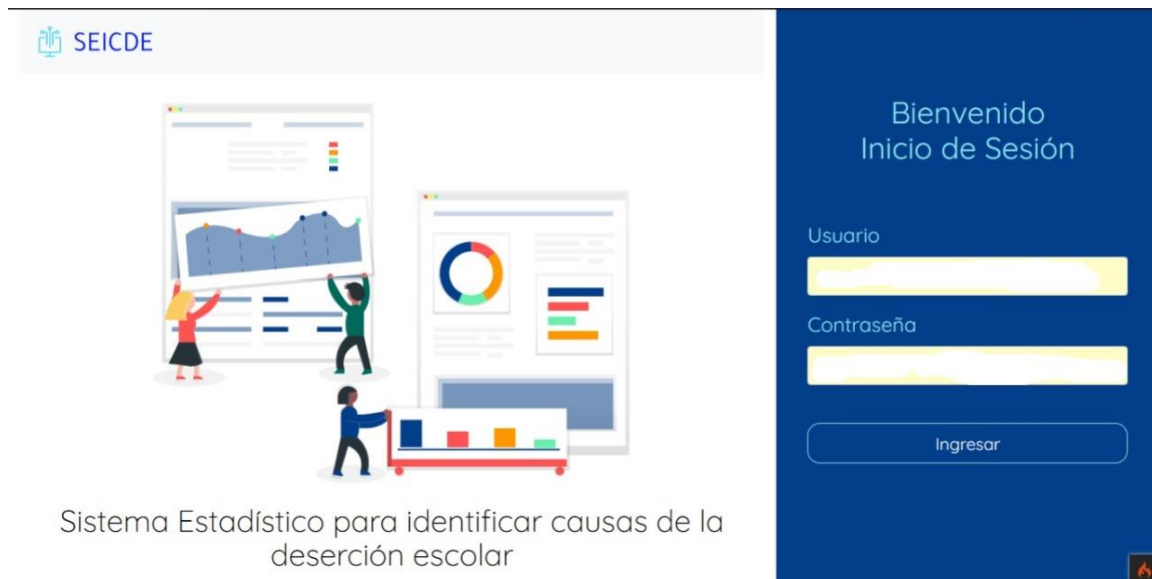 SEICDE
Sistema Estadístico para identificar causas de la
deserción escolar
Bienvenido
Inicio de Sesión
Usuario
Contraseña
Ingresar